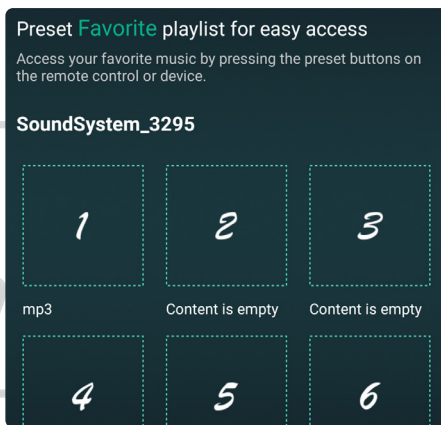 Preset Favorite playlist for easy access
Access your favorite music by pressing the preset buttons on
the remote control or device.
SoundSystem_3295
1 2 3
mp3 Content is empty Content is empty
4 5 6